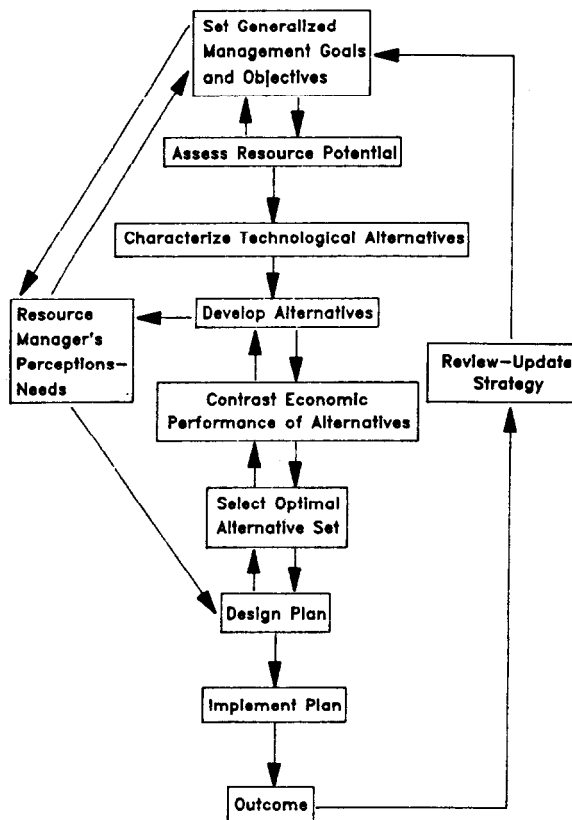 Set Generalized
Management Goals
and Objectives
Assess Resource Potential
Characterize Technological Alternatives
Develop Alternatives
Resource
Manager's
Perceptions-
Needs
Contrast Economic
Performance of Alternatives
Review-Update
Strategy
Select Optimal
Alternative Set
Design Plan
Implement Plan
Outcome